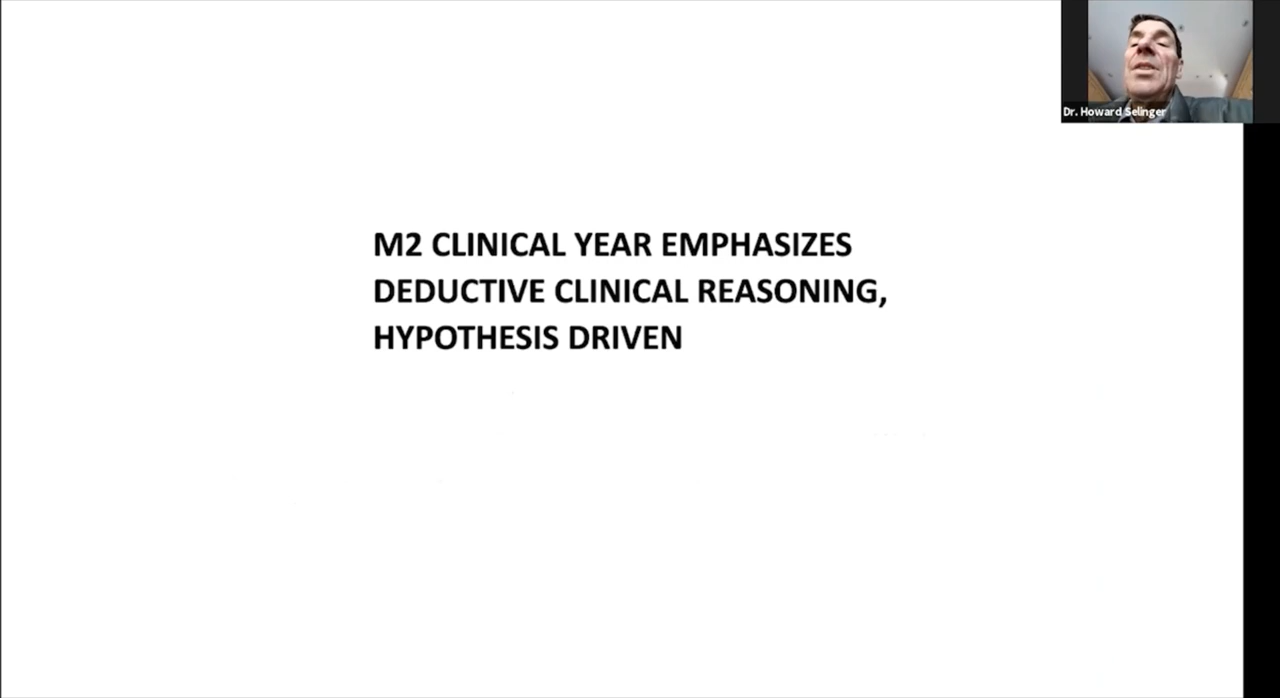 Dr. Howard Selinger
M2 CLINICAL YEAR EMPHASIZES
DEDUCTIVE CLINICAL REASONING,
HYPOTHESIS DRIVEN